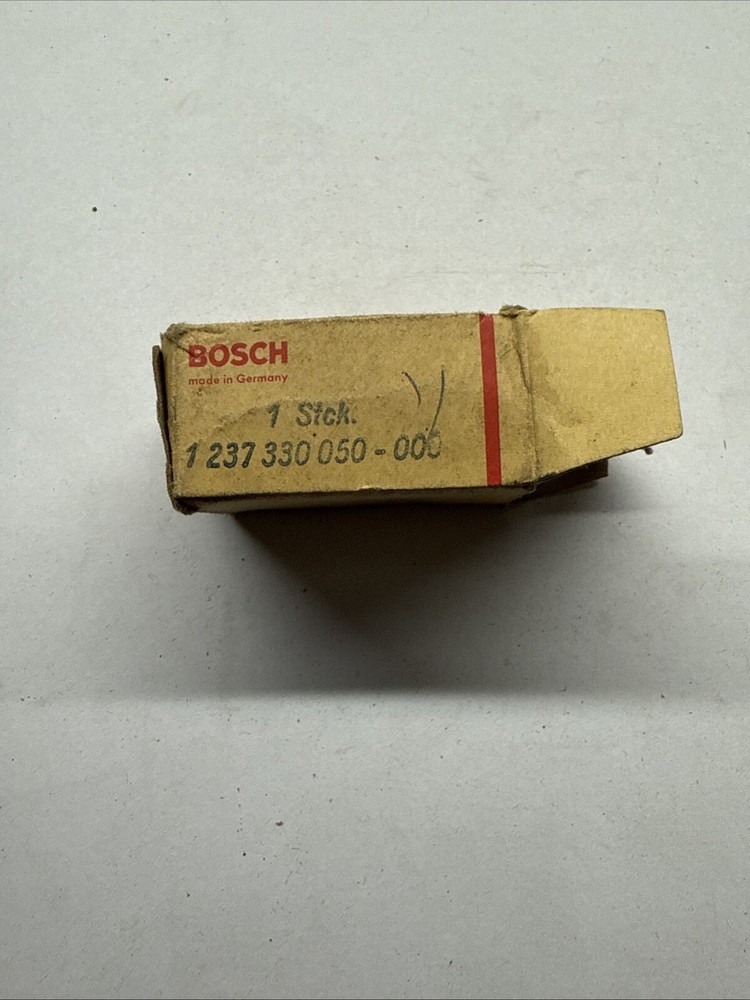 BOSCH
made in Germany
1 Stck.
1 237 330 050 - 000